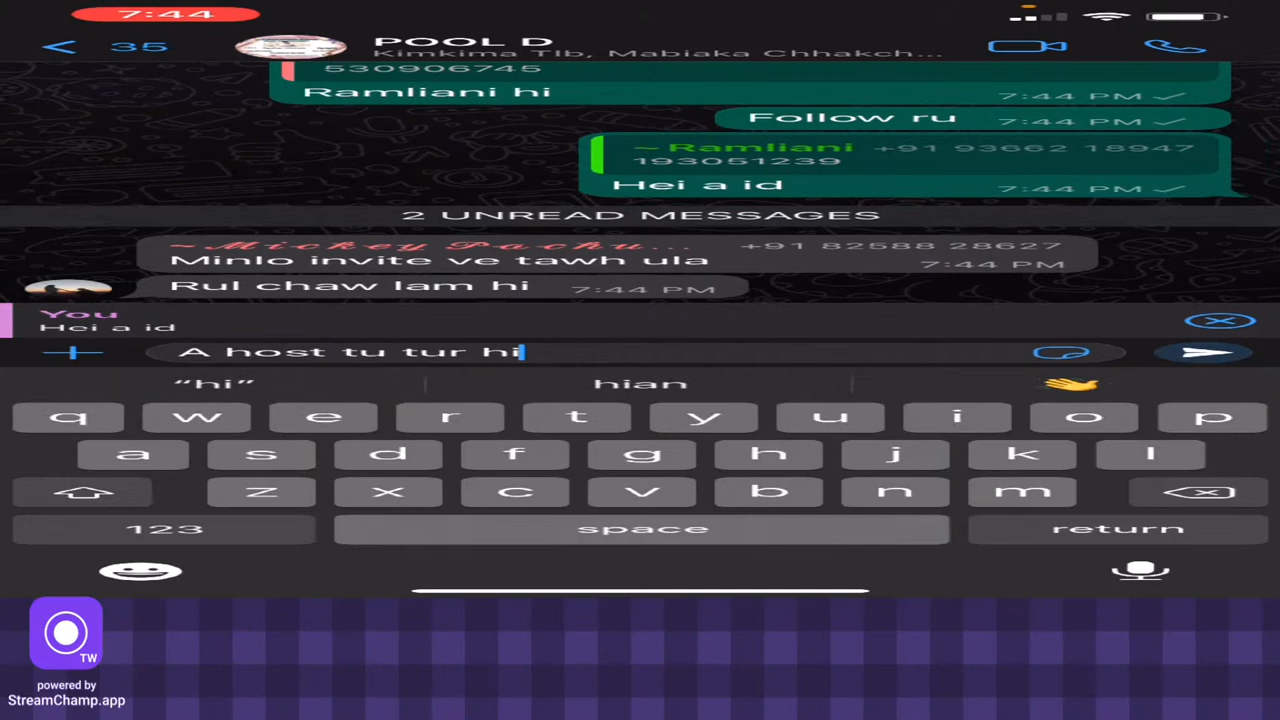 7:44
35
POOL D
Kimkima Tlb, Mabiaka Chhakch...
530906745
Ramliani hi
7:44 PM
Follow ru
7:44 PM
~ Ramliani +91 93662 18947
193051239
Hei a id
7:44 PM
2 UNREAD MESSAGES
~ Mickey Pachu... +91 82588 28627
Minlo invite ve tawh ula
7:44 PM
Rul chaw lam hi 7:44 PM
You
Hei a id
A host tu tur hi
“hi” hian
q w e r t y u i o p
a s d f g h j k l
z x c v b n m
123 space return
TW
powered by
StreamChamp.app